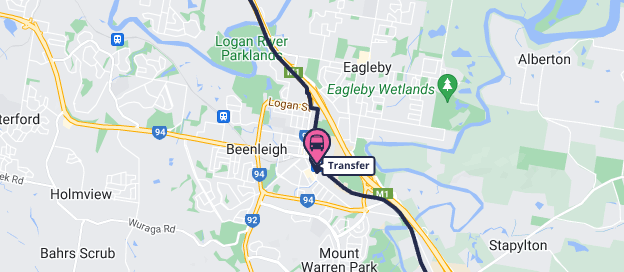 Logan River
Parklands
Eagleby
Alberton
M1
Eagleby Wetlands
Logan St
terford
94
Beenleigh
Transfer
ek Rd
94
Holmview
94
M1
92
Wuraga Rd
Bahrs Scrub
Mount
Warren Park
Stapylton